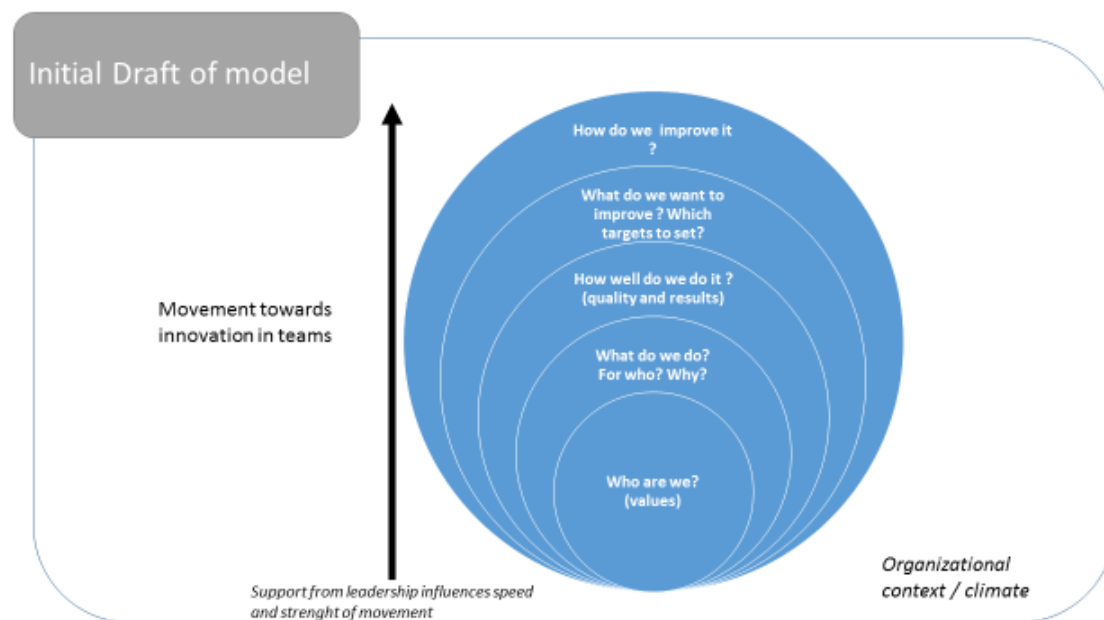 Initial Draft of model
How do we  improve it
?
What do we want to
improve ? Which
targets to set?
How well do we do it ?
(quality and results)
What do we do?
For who? Why?
Who are we?
(values)
Movement towards
innovation in teams
Support from leadership influences speed
and strenght of movement
Organizational
context / climate